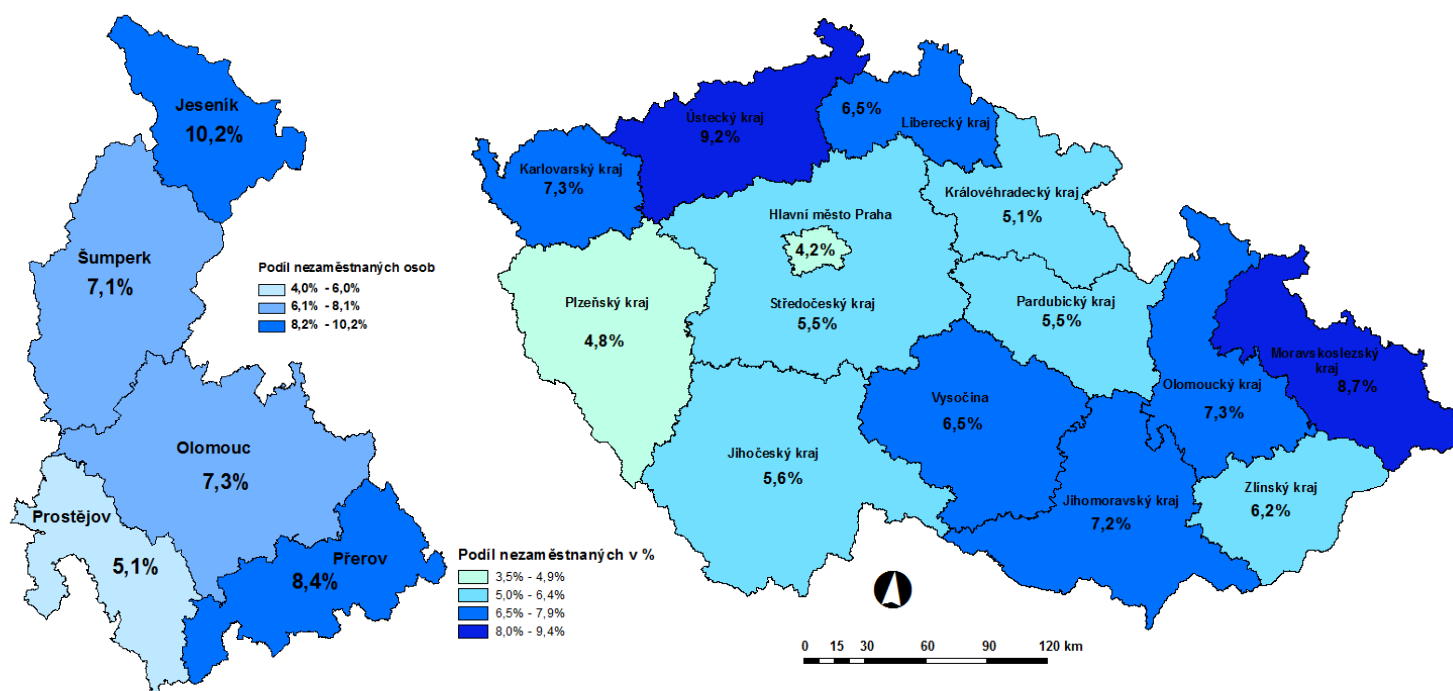 Jeseník
10,2%
Šumperk
7,1%
Podíl nezaměstnaných osob
4,0% - 6,0%
6,1% - 8,1%
8,2% - 10,2%
Olomouc
7,3%
Prostějov
5,1%
Přerov
8,4%
Ústecký kraj
9,2%
6,5%
Liberecký kraj
Karlovarský kraj
7,3%
Královéhradecký kraj
5,1%
Hlavní město Praha
4,2%
Plzeňský kraj
4,8%
Středočeský kraj
5,5%
Pardubický kraj
5,5%
Moravskoslezský
kraj
8,7%
Olomoucký kraj
7,3%
Vysočina
6,5%
Jihočeský kraj
5,6%
Jihomoravský kraj
7,2%
Zlínský kraj
6,2%
Podíl nezaměstnaných v %
3,5% - 4,9%
5,0% - 6,4%
6,5% - 7,9%
8,0% - 9,4%
0 15 30 60 90 120 km